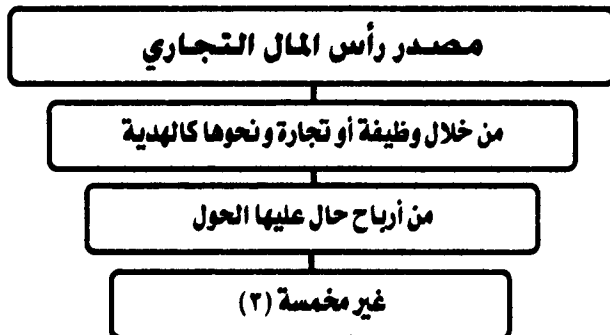 مصدر رأس المال التجاري
من خلال وظيفة أو تجارة ونحوها كالهدية
من أرباح حال عليها الحول
غير مخمسة (٣)